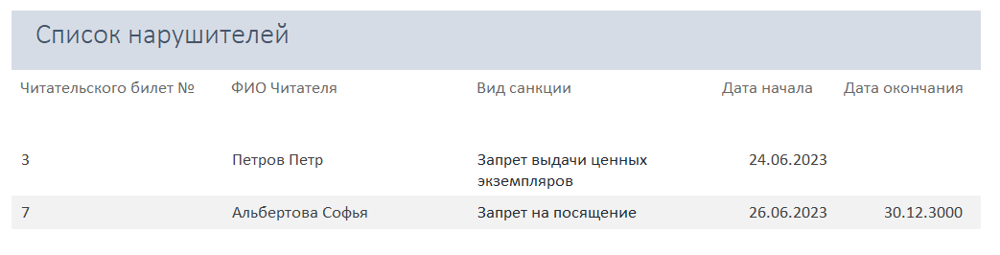 Список нарушителей
Читательского билет № ФИО Читателя Вид санкции Дата начала Дата окончания
3 Петров Петр Запрет выдачи ценных 24.06.2023
экземпляров
7 Альбертова Софья Запрет на посящение 26.06.2023 30.12.3000